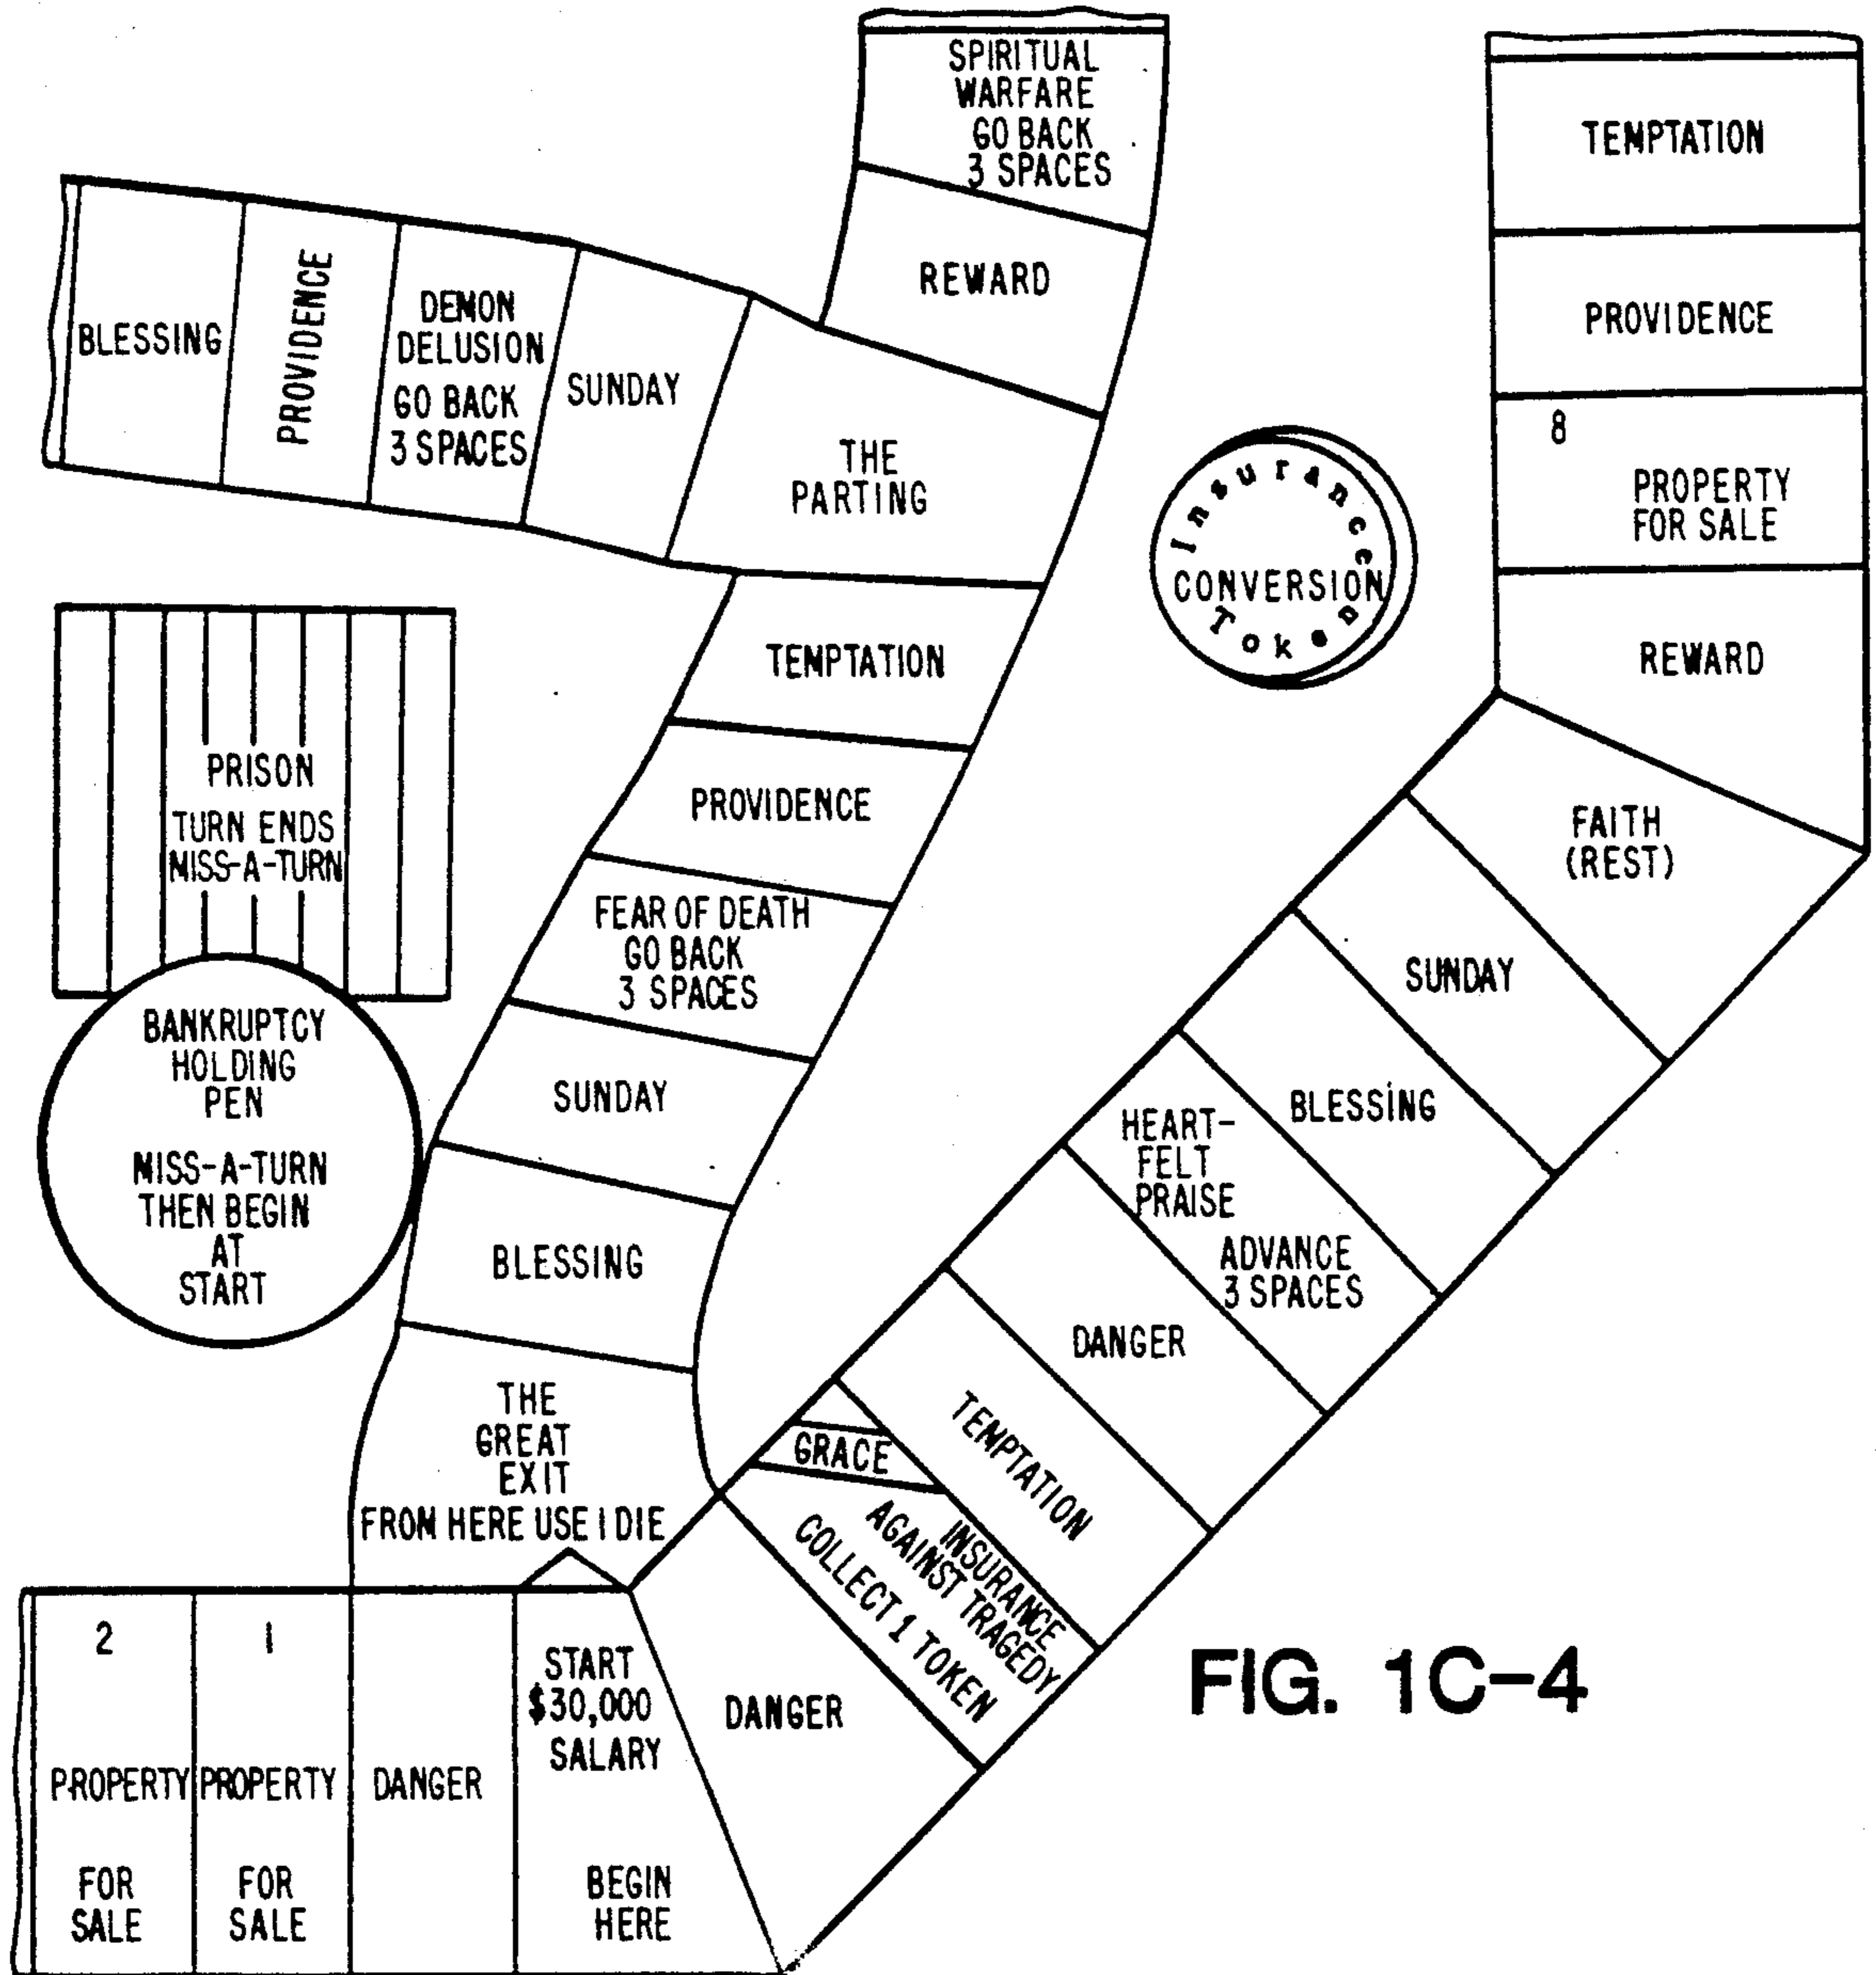 SPIRITUAL
WARFARE
GO BACK
3 SPACES
REWARD
BLESSING
PROVIDENCE
DEMON
DELUSION
GO BACK
3 SPACES
SUNDAY
THE
PARTING
TEMPTATION
PROVIDENCE
FEAR OF DEATH
GO BACK
3 SPACES
SUNDAY
BLESSING
THE
GREAT
EXIT
FROM HERE USE 1 DIE
PRISON
TURN ENDS
MISS-A-TURN
BANKRUPTCY
HOLDING
PEN
MISS-A-TURN
THEN BEGIN
AT
START
Insurance
CONVERSION
Token
TEMPTATION
PROVIDENCE
8
PROPERTY
FOR SALE
REWARD
FAITH
(REST)
SUNDAY
BLESSING
HEART-
FELT
PRAISE
ADVANCE
3 SPACES
DANGER
TEMPTATION
GRACE
INSURANCE
AGAINST TRAGEDY
COLLECT 1 TOKEN
DANGER
START
$30,000
SALARY
BEGIN
HERE
DANGER
1
PROPERTY
FOR
SALE
2
PROPERTY
FOR
SALE
FIG. 1C-4